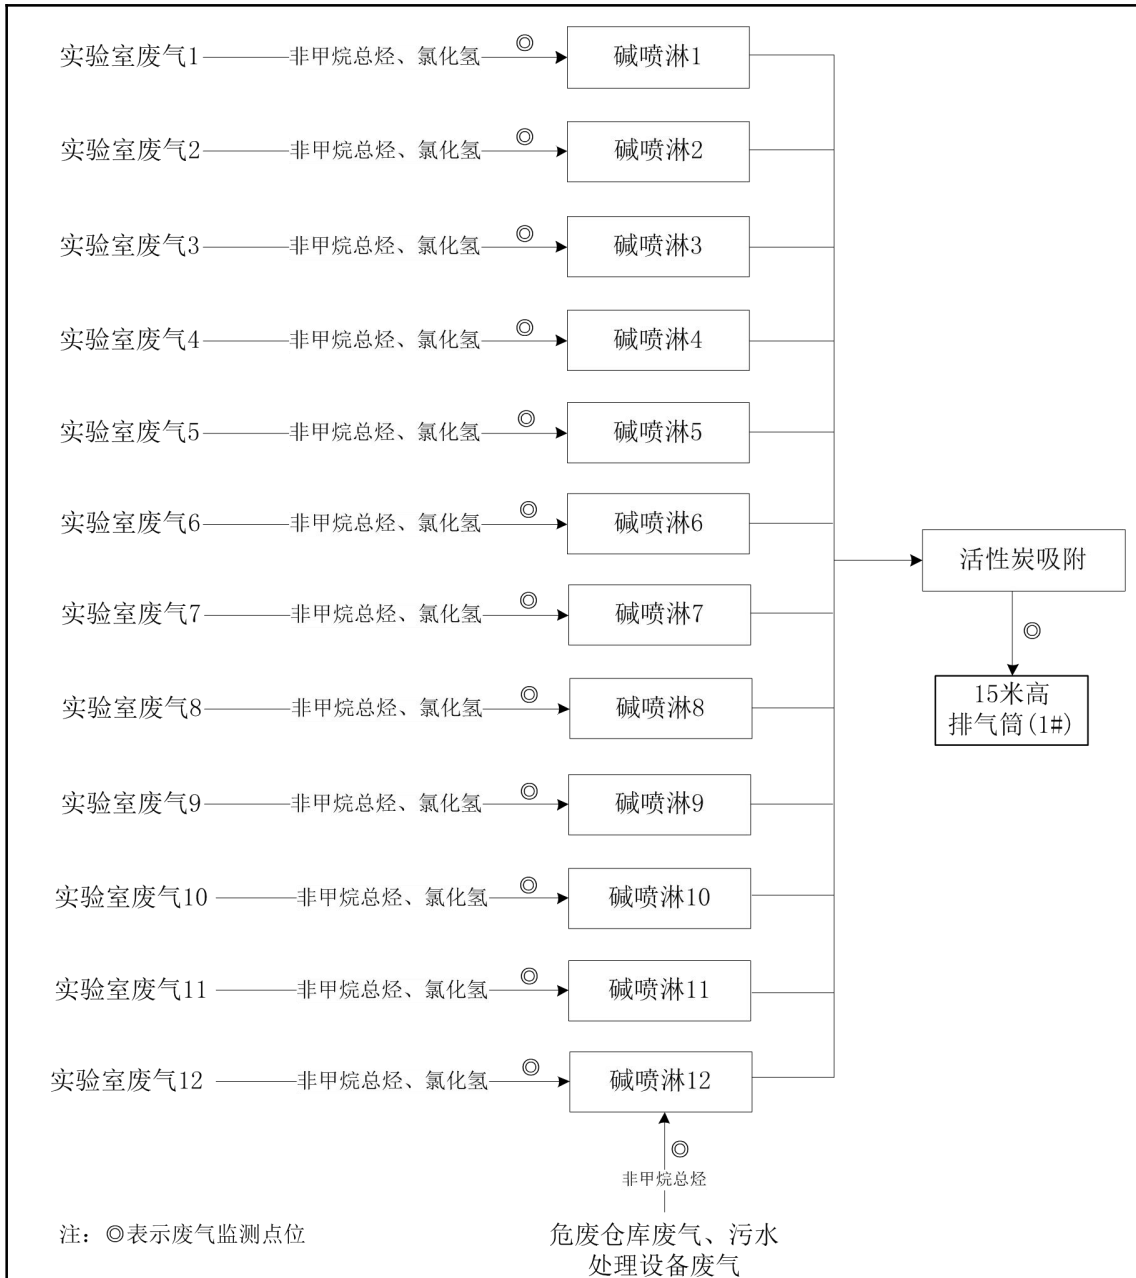 实验室废气1 非甲烷总烃、氯化氢 ◎ 碱喷淋1
实验室废气2 非甲烷总烃、氯化氢 ◎ 碱喷淋2
实验室废气3 非甲烷总烃、氯化氢 ◎ 碱喷淋3
实验室废气4 非甲烷总烃、氯化氢 ◎ 碱喷淋4
实验室废气5 非甲烷总烃、氯化氢 ◎ 碱喷淋5
实验室废气6 非甲烷总烃、氯化氢 ◎ 碱喷淋6
活性炭吸附
实验室废气7 非甲烷总烃、氯化氢 ◎ 碱喷淋7
◎
实验室废气8 非甲烷总烃、氯化氢 ◎ 碱喷淋8
15米高
排气筒(1#)
实验室废气9 非甲烷总烃、氯化氢 ◎ 碱喷淋9
实验室废气10 非甲烷总烃、氯化氢 ◎ 碱喷淋10
实验室废气11 非甲烷总烃、氯化氢 ◎ 碱喷淋11
实验室废气12 非甲烷总烃、氯化氢 ◎ 碱喷淋12
◎
非甲烷总烃
注：◎表示废气监测点位
危废仓库废气、污水
处理设备废气